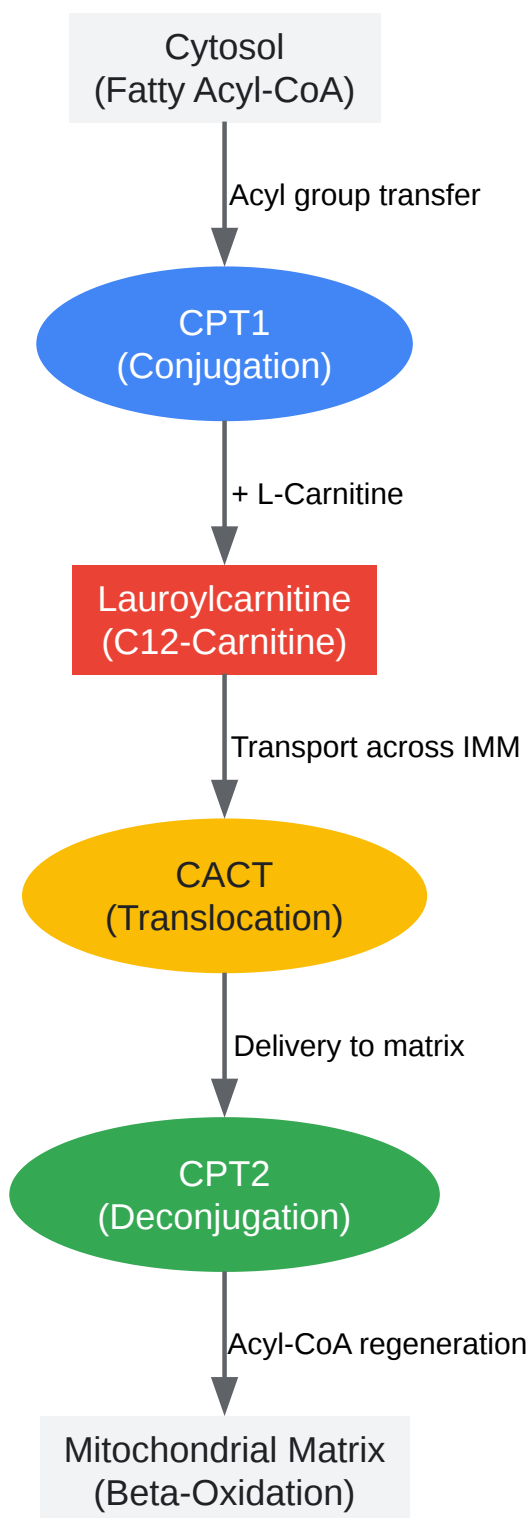 Cytosol
(Fatty Acyl-CoA)
Acyl group transfer
CPT1
(Conjugation)
+ L-Carnitine
Lauroylcarnitine
(C12-Carnitine)
Transport across IMM
CACT
(Translocation)
Delivery to matrix
CPT2
(Deconjugation)
Acyl-CoA regeneration
Mitochondrial Matrix
(Beta-Oxidation)